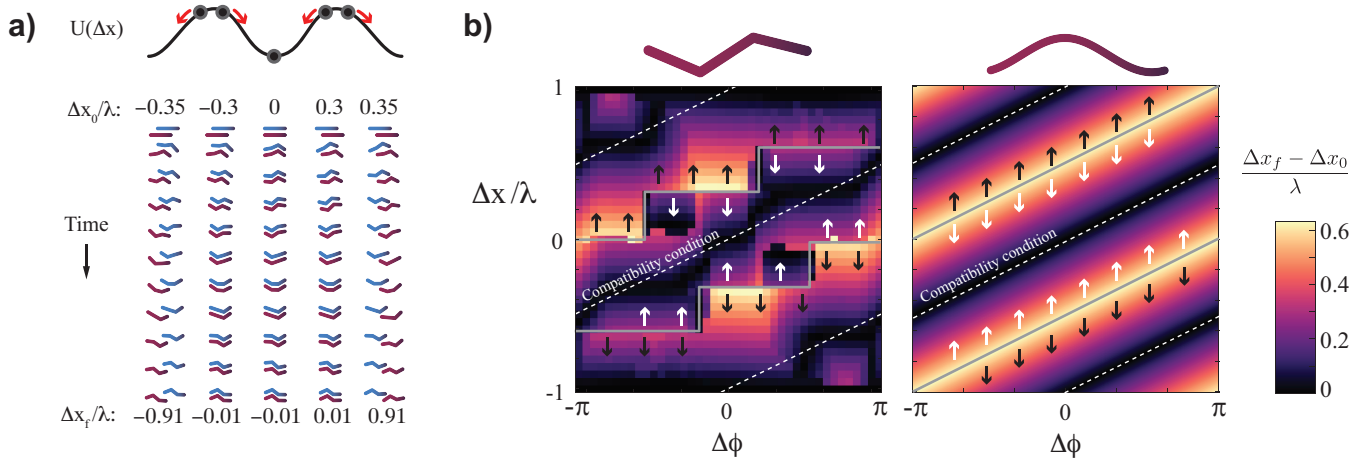 a)
U(Δx)
Δx₀/λ: −0.35 −0.3 0 0.3 0.35
Time
Δx_f/λ: −0.91 −0.01 −0.01 0.01 0.91
b)
Δx/λ
1
0
-1
Compatibility condition
-π 0 π
Δϕ
Compatibility condition
-π 0 π
Δϕ
Δx_f − Δx₀
λ
0.6
0.4
0.2
0